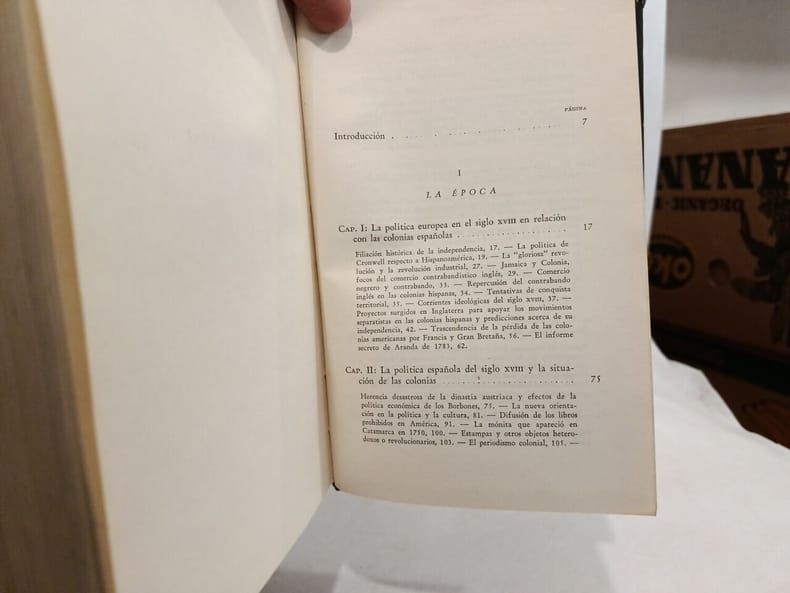 PÁGINA
Introducción . . . . . . . . . . . . . . . . . 7
I
LA ÉPOCA
CAP. I: La política europea en el siglo XVIII en relación
con las colonias españolas . . . . . . . . . . . . . . . . . 17
Filiación histórica de la independencia, 17. — La política de
Cronwell respecto a Hispanoamérica, 19. — La "gloriosa" revo-
lución y la revolución industrial, 27. — Jamaica y Colonia,
focos del comercio contrabandístico inglés, 29. — Comercio
negrero y contrabando, 33. — Repercusión del contrabando
inglés en las colonias hispanas, 34. — Tentativas de conquista
territorial, 35. — Corrientes ideológicas del siglo XVIII, 37. —
Proyectos surgidos en Inglaterra para apoyar los movimientos
separatistas en las colonias hispanas y predicciones acerca de su
independencia, 42. — Trascendencia de la pérdida de las colo-
nias americanas por Francia y Gran Bretaña, 56. — El informe
secreto de Aranda de 1783, 62.
CAP. II: La política española del siglo XVIII y la situa-
ción de las colonias . . . . . . . . . . . . . . . . . 75
Herencia desastrosa de la dinastía austríaca y efectos de la
política económica de los Borbones, 75. — La nueva orienta-
ción en la política y la cultura, 81. — Difusión de los libros
prohibidos en América, 91. — La mónita que apareció en
Catamarca en 1750, 100. — Estampas y otros objetos hetero-
doxos o revolucionarios, 103. — El periodismo colonial, 105. —
ANAN
ORGANIC
Oke